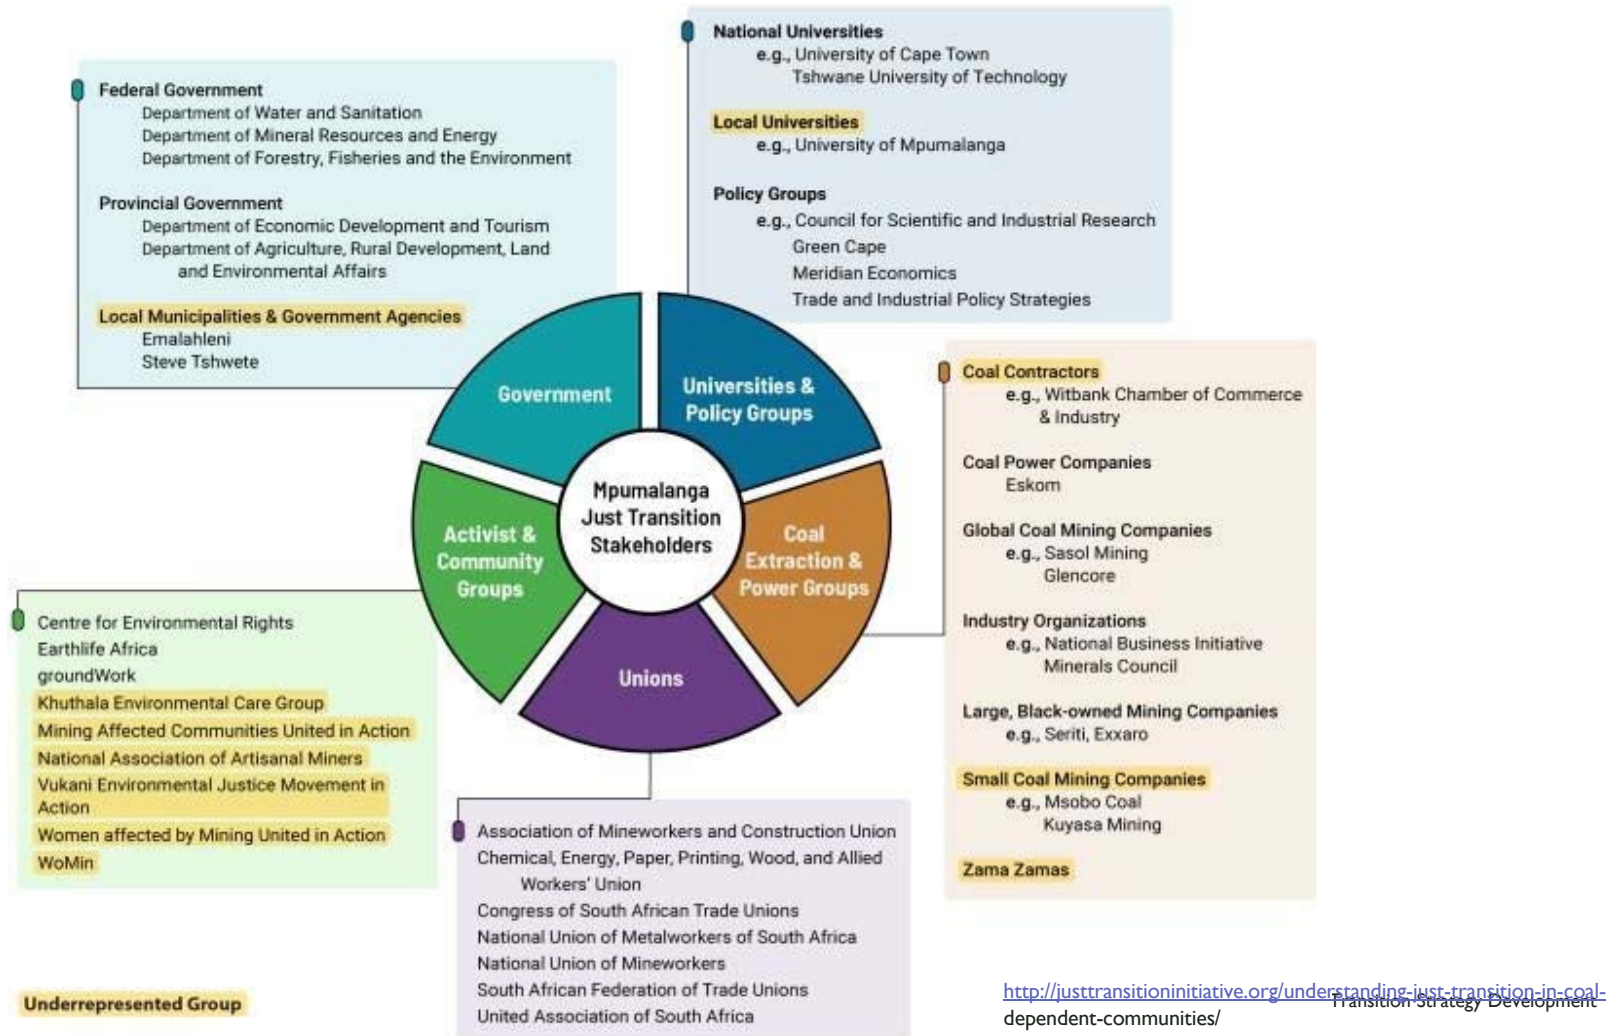 Federal Government
Department of Water and Sanitation
Department of Mineral Resources and Energy
Department of Forestry, Fisheries and the Environment
Provincial Government
Department of Economic Development and Tourism
Department of Agriculture, Rural Development, Land
and Environmental Affairs
Local Municipalities & Government Agencies
Emalahleni
Steve Tshwete
National Universities
e.g., University of Cape Town
Tshwane University of Technology
Local Universities
e.g., University of Mpumalanga
Policy Groups
e.g., Council for Scientific and Industrial Research
Green Cape
Meridian Economics
Trade and Industrial Policy Strategies
Government
Universities &
Policy Groups
Mpumalanga
Just Transition
Stakeholders
Activist &
Community
Groups
Coal
Extraction &
Power Groups
Unions
Coal Contractors
e.g., Witbank Chamber of Commerce
& Industry
Coal Power Companies
Eskom
Global Coal Mining Companies
e.g., Sasol Mining
Glencore
Industry Organizations
e.g., National Business Initiative
Minerals Council
Large, Black-owned Mining Companies
e.g., Seriti, Exxaro
Small Coal Mining Companies
e.g., Msobo Coal
Kuyasa Mining
Zama Zamas
Centre for Environmental Rights
Earthlife Africa
groundWork
Khuthala Environmental Care Group
Mining Affected Communities United in Action
National Association of Artisanal Miners
Vukani Environmental Justice Movement in
Action
Women affected by Mining United in Action
WoMin
Association of Mineworkers and Construction Union
Chemical, Energy, Paper, Printing, Wood, and Allied
Workers' Union
Congress of South African Trade Unions
National Union of Metalworkers of South Africa
National Union of Mineworkers
South African Federation of Trade Unions
United Association of South Africa
Underrepresented Group
http://justtransitioninitiative.org/understanding-just-transition-in-coal-
dependent-communities/
Transition Strategy Development